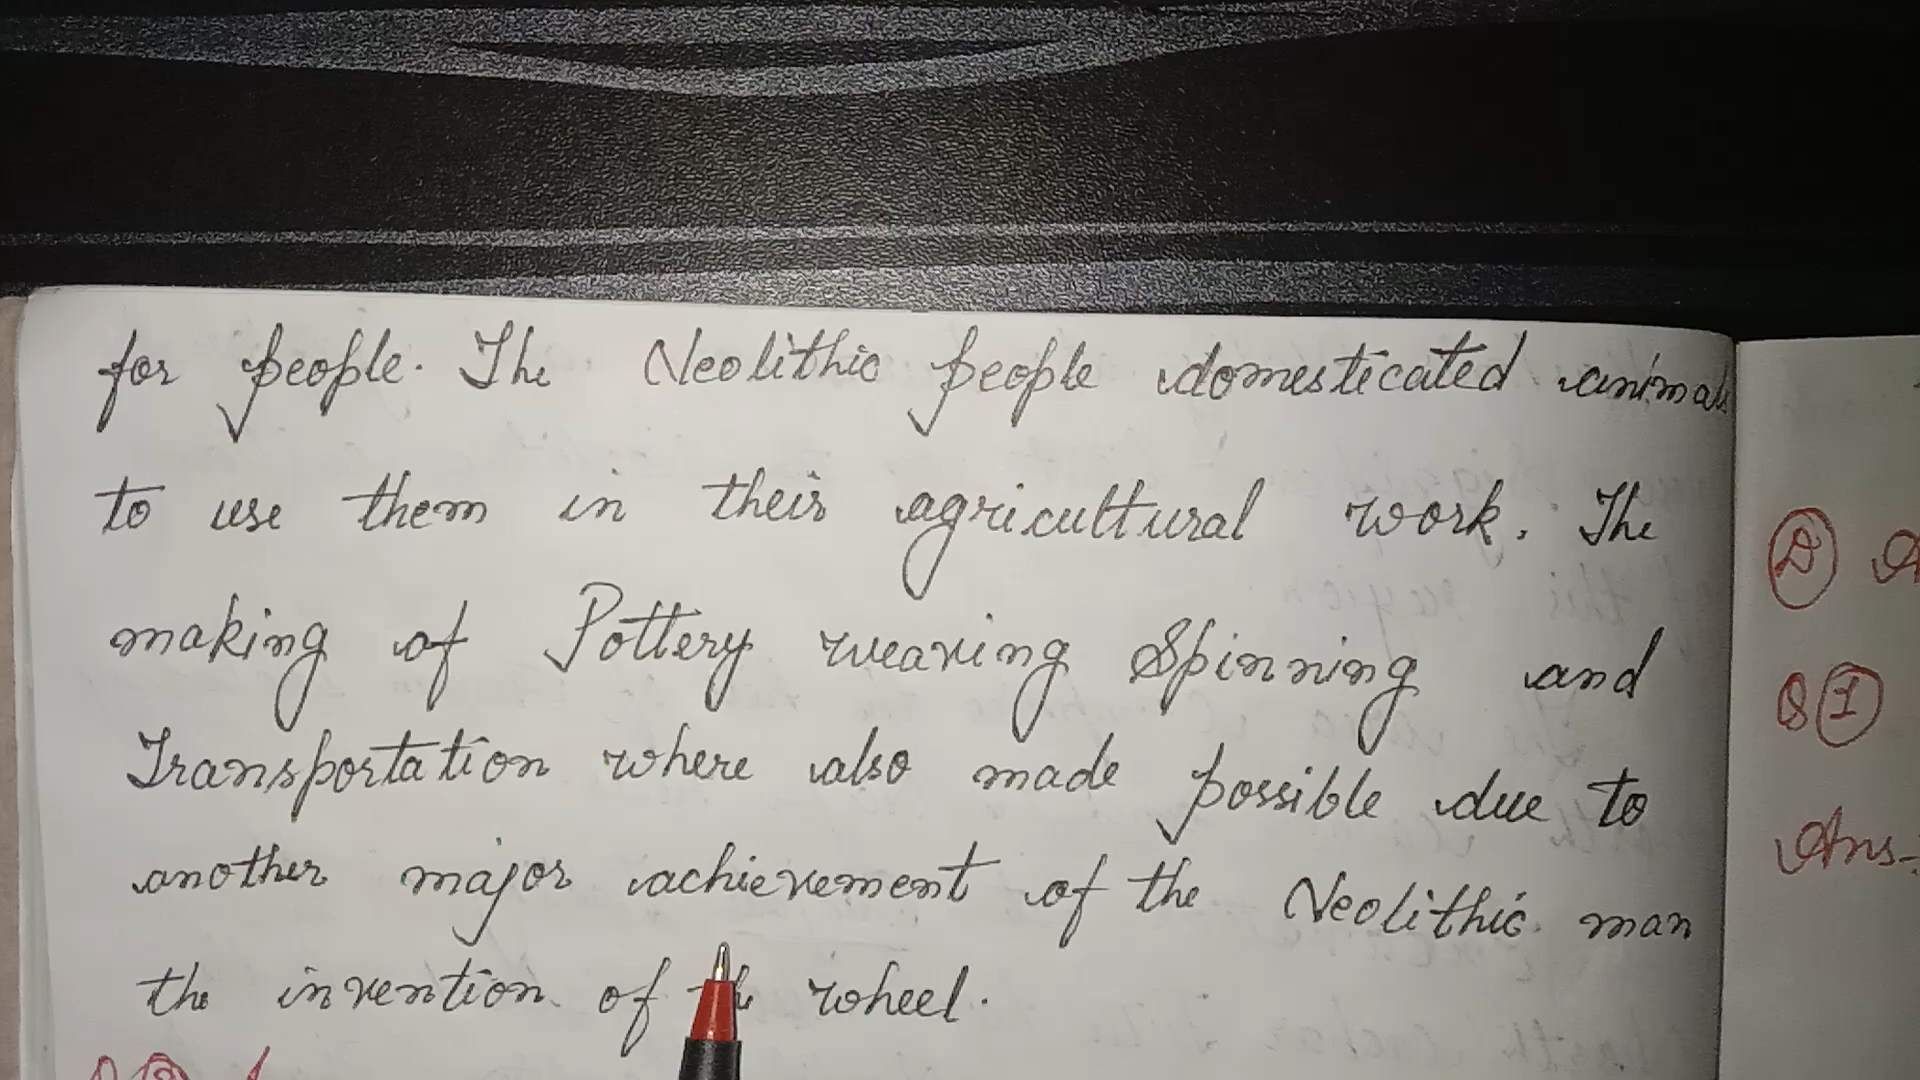 for people. The Neolithic people domesticated animals
to use them in their agricultural work. The
making of Pottery weaving Spinning and
Transportation where also made possible due to
another major achievement of the Neolithic man
the invention of the wheel.
D A
Q I
Ans-